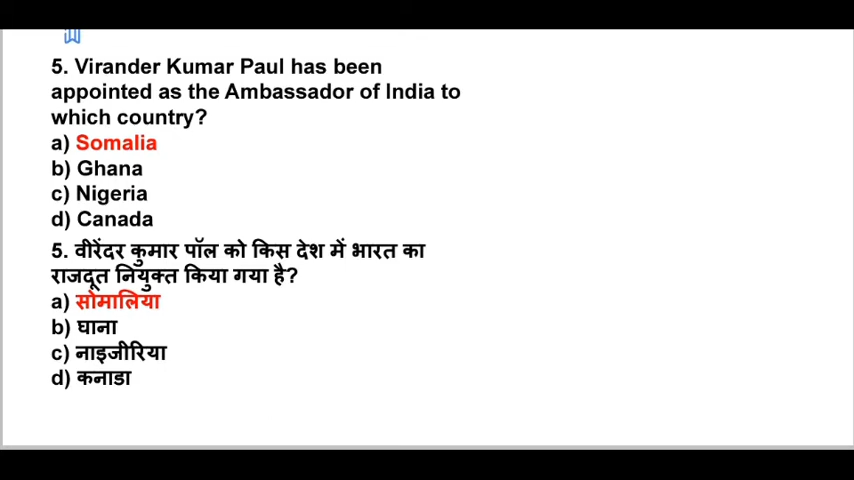 5. Virander Kumar Paul has been
appointed as the Ambassador of India to
which country?
a) Somalia
b) Ghana
c) Nigeria
d) Canada
5. वीरेंदर कुमार पॉल को किस देश में भारत का
राजदूत नियुक्त किया गया है?
a) सोमालिया
b) घाना
c) नाइजीरिया
d) कनाडा